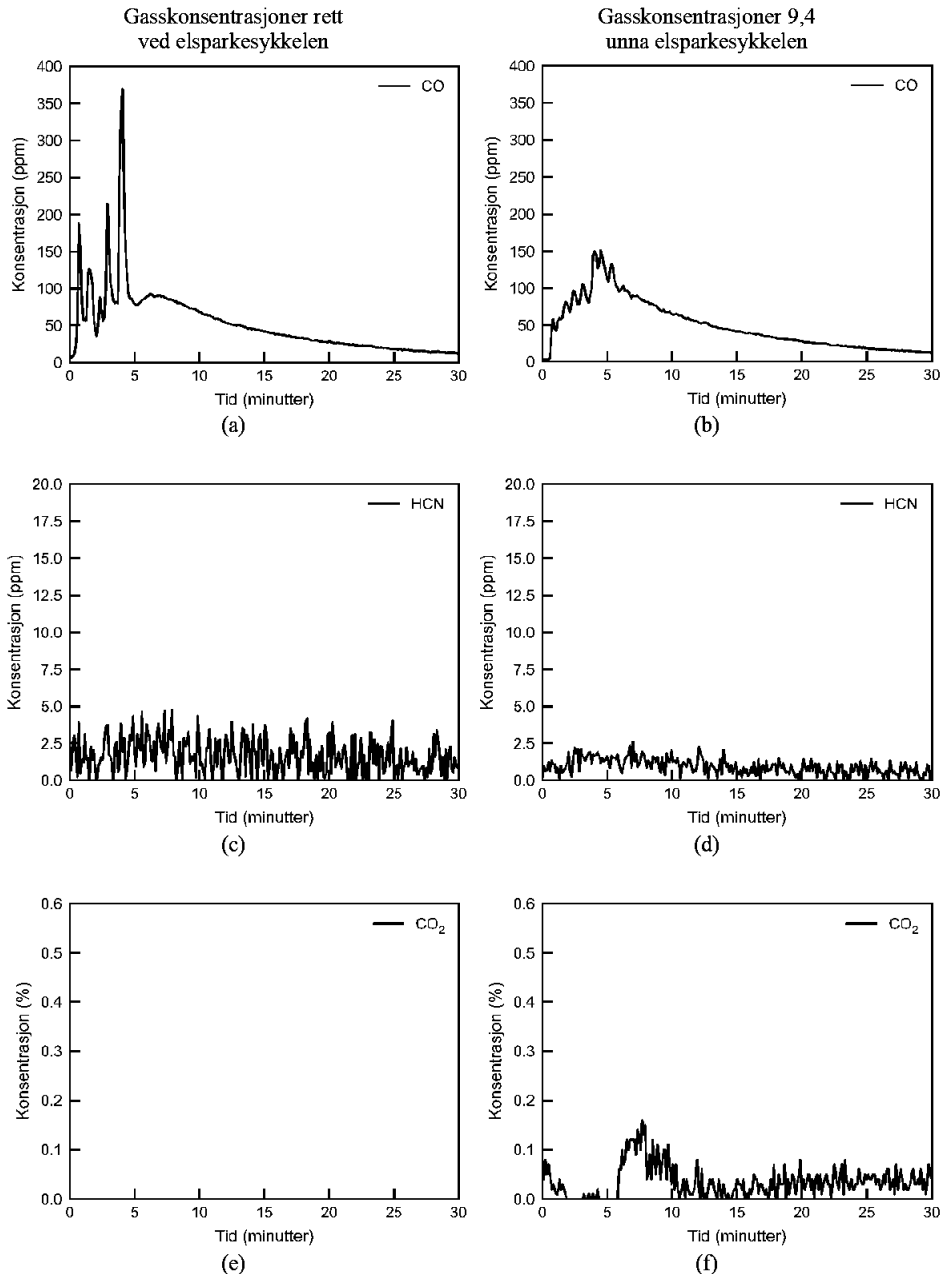 Gasskonsentrasjoner rett
ved elsparkesykkelen
Gasskonsentrasjoner 9,4
unna elsparkesykkelen
400
350
300
250
200
150
100
50
0
Konsentrasjon (ppm)
CO
0 5 10 15 20 25 30
Tid (minutter)
(a)
400
350
300
250
200
150
100
50
0
Konsentrasjon (ppm)
CO
0 5 10 15 20 25 30
Tid (minutter)
(b)
20.0
17.5
15.0
12.5
10.0
7.5
5.0
2.5
0.0
Konsentrasjon (ppm)
HCN
0 5 10 15 20 25 30
Tid (minutter)
(c)
20.0
17.5
15.0
12.5
10.0
7.5
5.0
2.5
0.0
Konsentrasjon (ppm)
HCN
0 5 10 15 20 25 30
Tid (minutter)
(d)
0.6
0.5
0.4
0.3
0.2
0.1
0.0
Konsentrasjon (%)
CO₂
0 5 10 15 20 25 30
Tid (minutter)
(e)
0.6
0.5
0.4
0.3
0.2
0.1
0.0
Konsentrasjon (%)
CO₂
0 5 10 15 20 25 30
Tid (minutter)
(f)